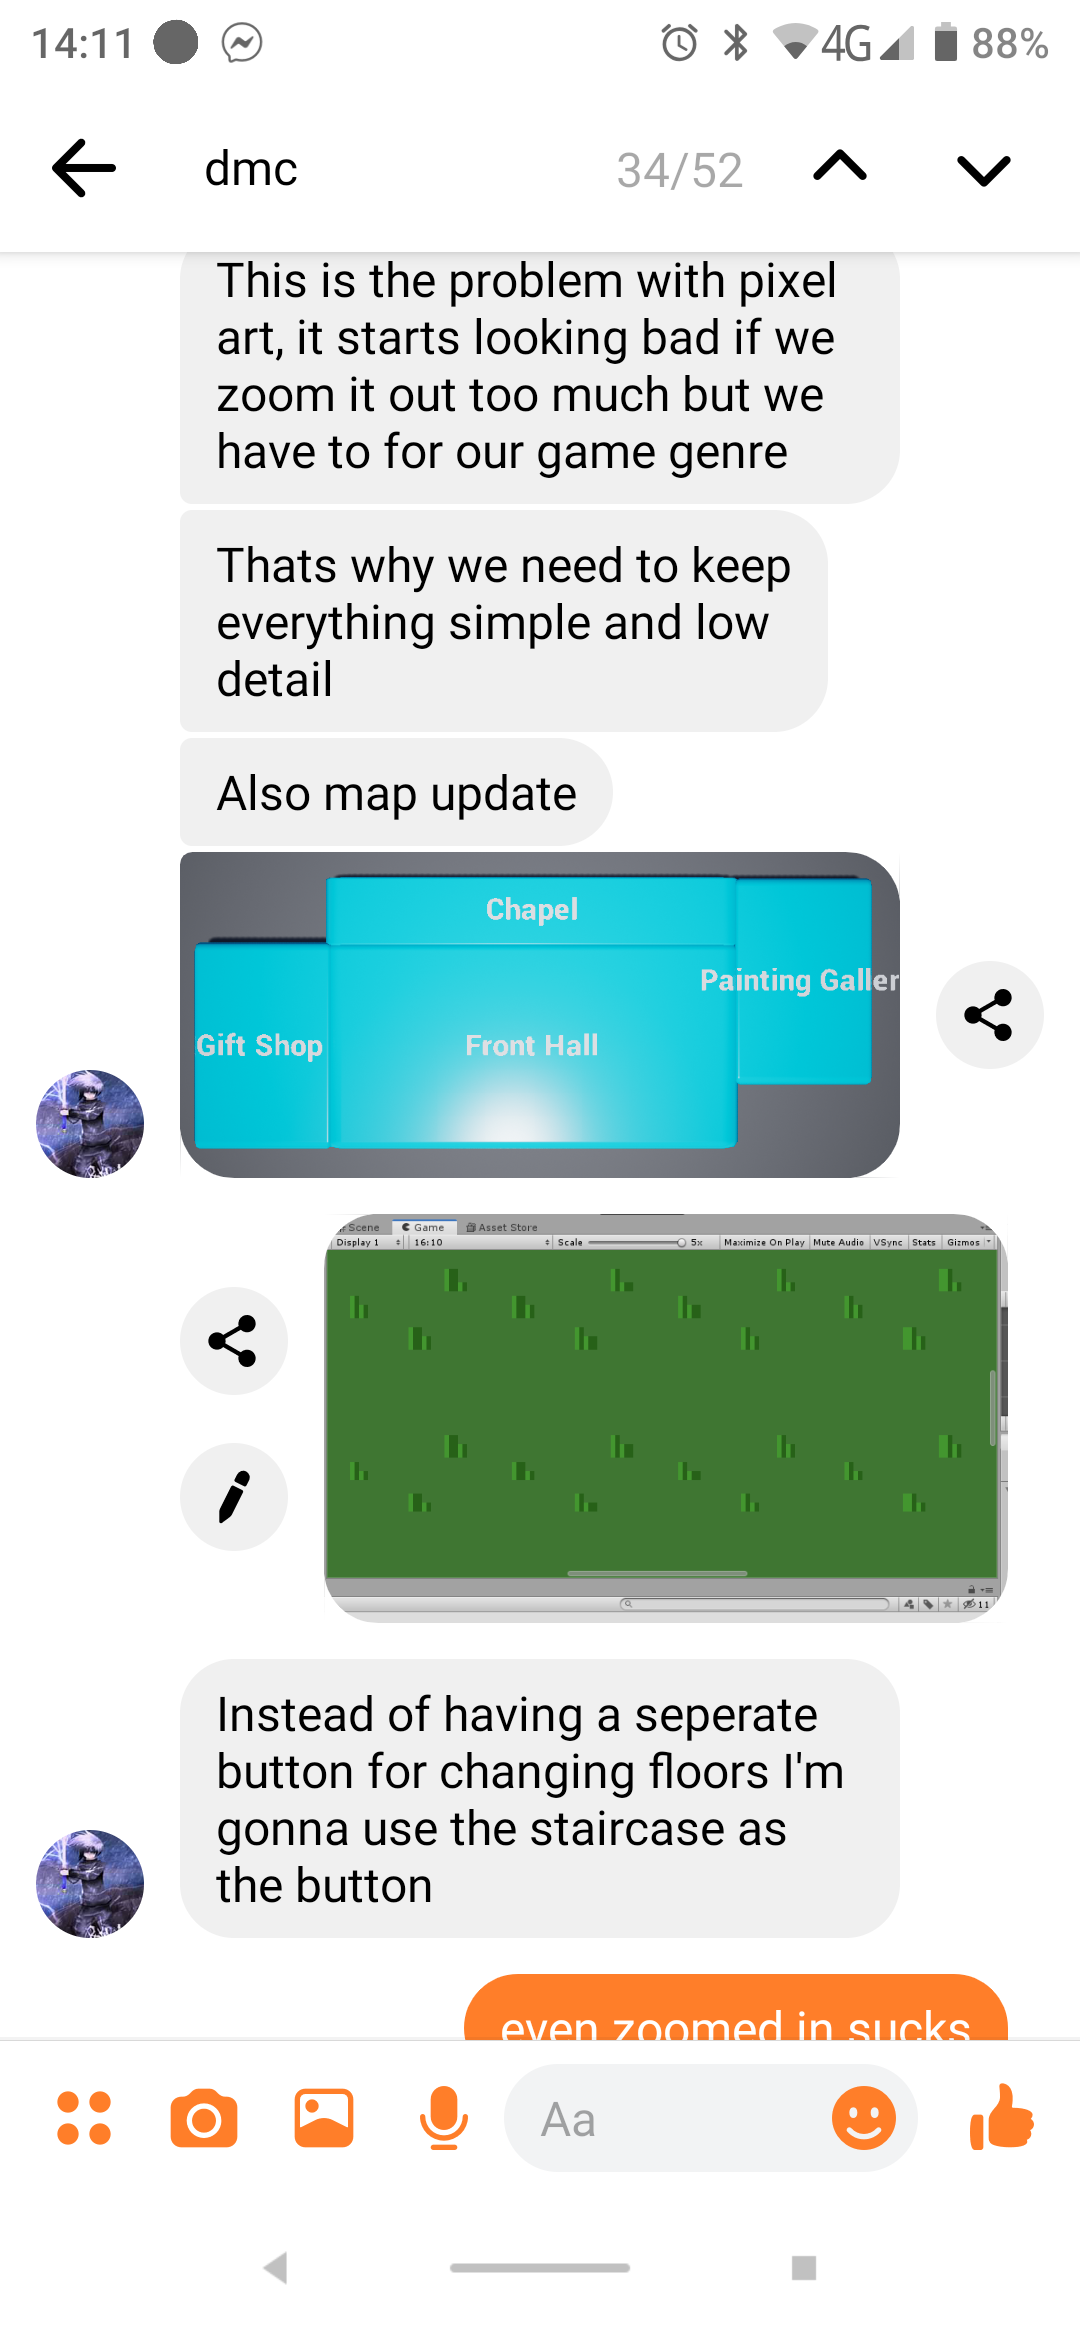 14:11 4G 88%
dmc 34/52
This is the problem with pixel
art, it starts looking bad if we
zoom it out too much but we
have to for our game genre
Thats why we need to keep
everything simple and low
detail
Also map update
Chapel
Painting Galler
Gift Shop Front Hall
Scene Game Asset Store
Display 1 16:10 Scale 5x Maximize On Play Mute Audio VSync Stats Gizmos
11
Instead of having a seperate
button for changing floors I'm
gonna use the staircase as
the button
even zoomed in sucks
Aa